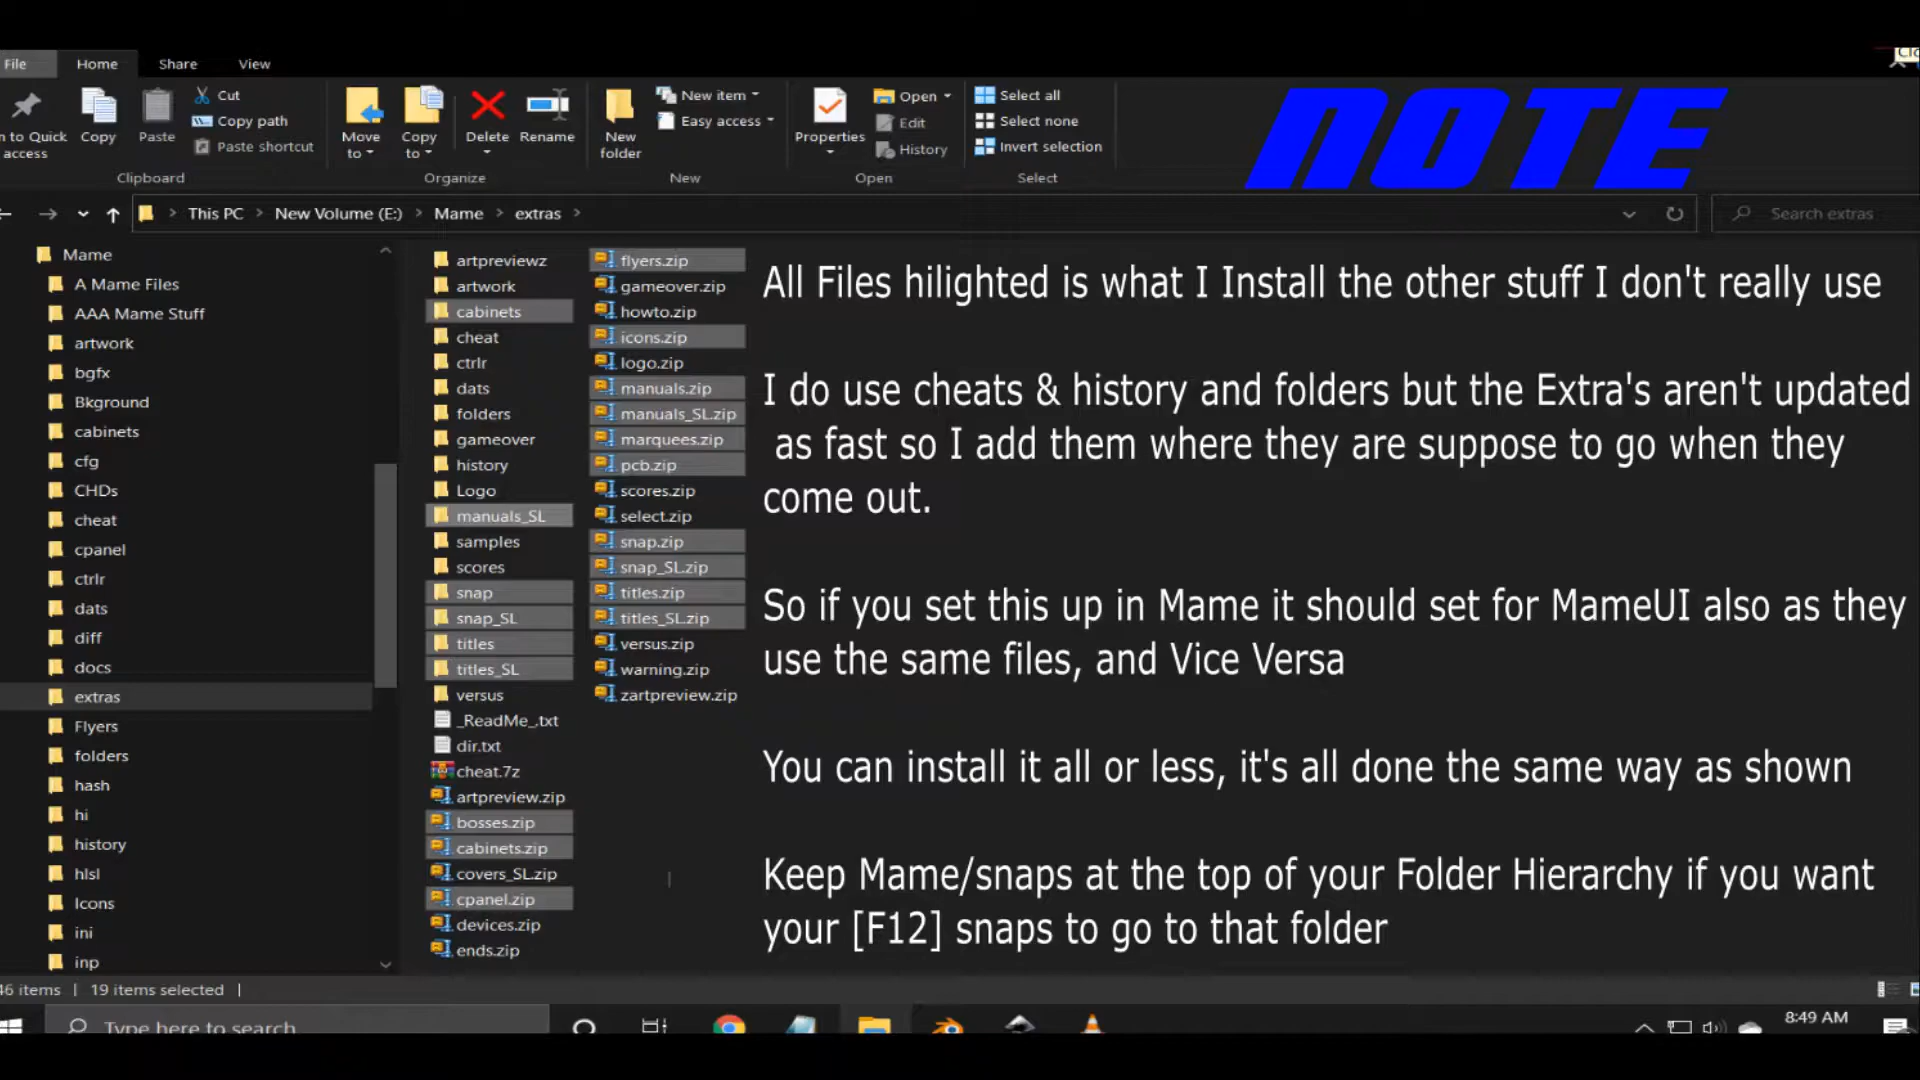 File Home Share View
to Quick access
Copy
Paste
Cut
Copy path
Paste shortcut
Clipboard
Move to
Copy to
Delete
Rename
Organize
New folder
New item
Easy access
New
Properties
Open
Edit
History
Open
Select all
Select none
Invert selection
Select
NOTE
This PC > New Volume (E:) > Mame > extras >
Search extras
Mame
A Mame Files
AAA Mame Stuff
artwork
bgfx
Bkground
cabinets
cfg
CHDs
cheat
cpanel
ctrlr
dats
diff
docs
extras
Flyers
folders
hash
hi
history
hlsl
Icons
ini
inp
artpreviewz
artwork
cabinets
cheat
ctrlr
dats
folders
gameover
history
Logo
manuals_SL
samples
scores
snap
snap_SL
titles
titles_SL
versus
_ReadMe_.txt
dir.txt
cheat.7z
artpreview.zip
bosses.zip
cabinets.zip
covers_SL.zip
cpanel.zip
devices.zip
ends.zip
flyers.zip
gameover.zip
howto.zip
icons.zip
logo.zip
manuals.zip
manuals_SL.zip
marquees.zip
pcb.zip
scores.zip
select.zip
snap.zip
snap_SL.zip
titles.zip
titles_SL.zip
versus.zip
warning.zip
zartpreview.zip
All Files hilighted is what I Install the other stuff I don't really use
I do use cheats & history and folders but the Extra's aren't updated
as fast so I add them where they are suppose to go when they
come out.
So if you set this up in Mame it should set for MameUI also as they
use the same files, and Vice Versa
You can install it all or less, it's all done the same way as shown
Keep Mame/snaps at the top of your Folder Hierarchy if you want
your [F12] snaps to go to that folder
46 items | 19 items selected |
Type here to search
8:49 AM